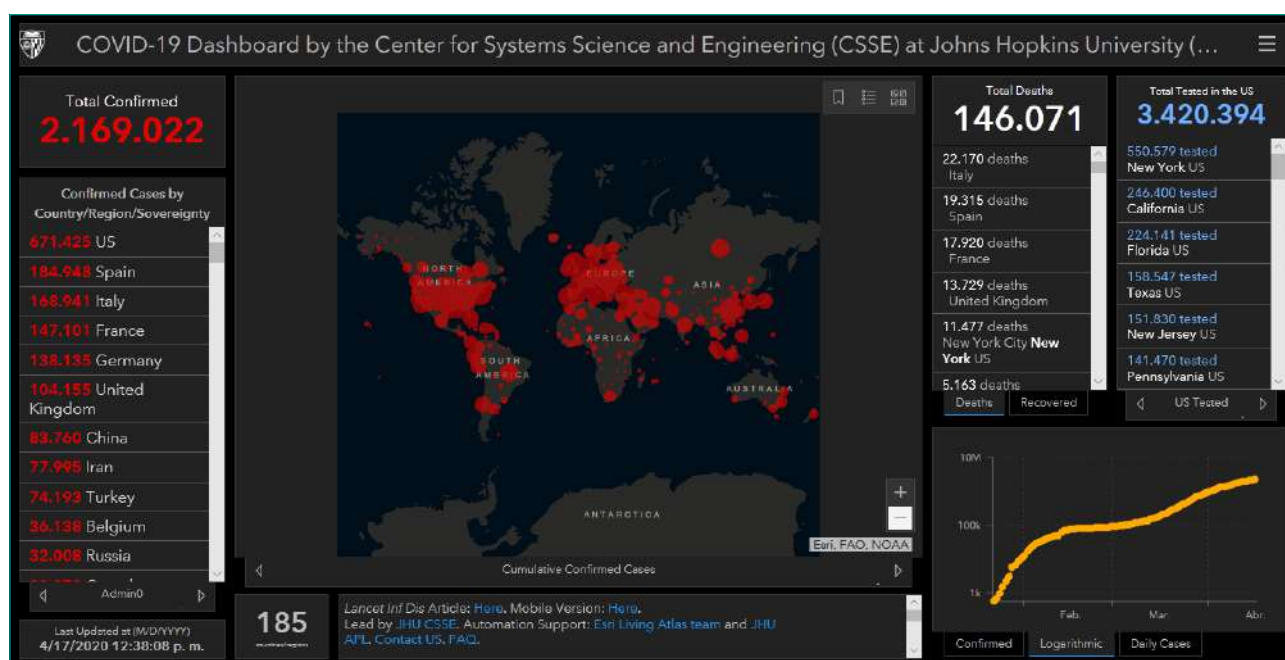 COVID-19 Dashboard by the Center for Systems Science and Engineering (CSSE) at Johns Hopkins University (...
Total Confirmed
2.169.022
Confirmed Cases by
Country/Region/Sovereignty
671.425 US
184.948 Spain
168.941 Italy
147.101 France
138.135 Germany
104.155 United
Kingdom
83.760 China
77.995 Iran
74.193 Turkey
36.138 Belgium
32.008 Russia
Admin0
Last Updated at (M/D/YYYY)
4/17/2020 12:38:08 p. m.
NORTH
AMERICA
SOUTH
AMERICA
EUROPE
AFRICA
ASIA
AUSTRALIA
ANTARCTICA
+
−
Esri, FAO, NOAA
Cumulative Confirmed Cases
185
countries/regions
Lancet Inf Dis Article: Here. Mobile Version: Here.
Lead by JHU CSSE. Automation Support: Esri Living Atlas team and JHU
APL. Contact US. FAQ.
Total Deaths
146.071
22.170 deaths
Italy
19.315 deaths
Spain
17.920 deaths
France
13.729 deaths
United Kingdom
11.477 deaths
New York City New
York US
5.163 deaths
Deaths
Recovered
Total Tested in the US
3.420.394
550.579 tested
New York US
246.400 tested
California US
224.141 tested
Florida US
158.547 tested
Texas US
151.830 tested
New Jersey US
141.470 tested
Pennsylvania US
US Tested
10M
100k
1k
Feb.
Mar.
Abr.
Confirmed
Logarithmic
Daily Cases